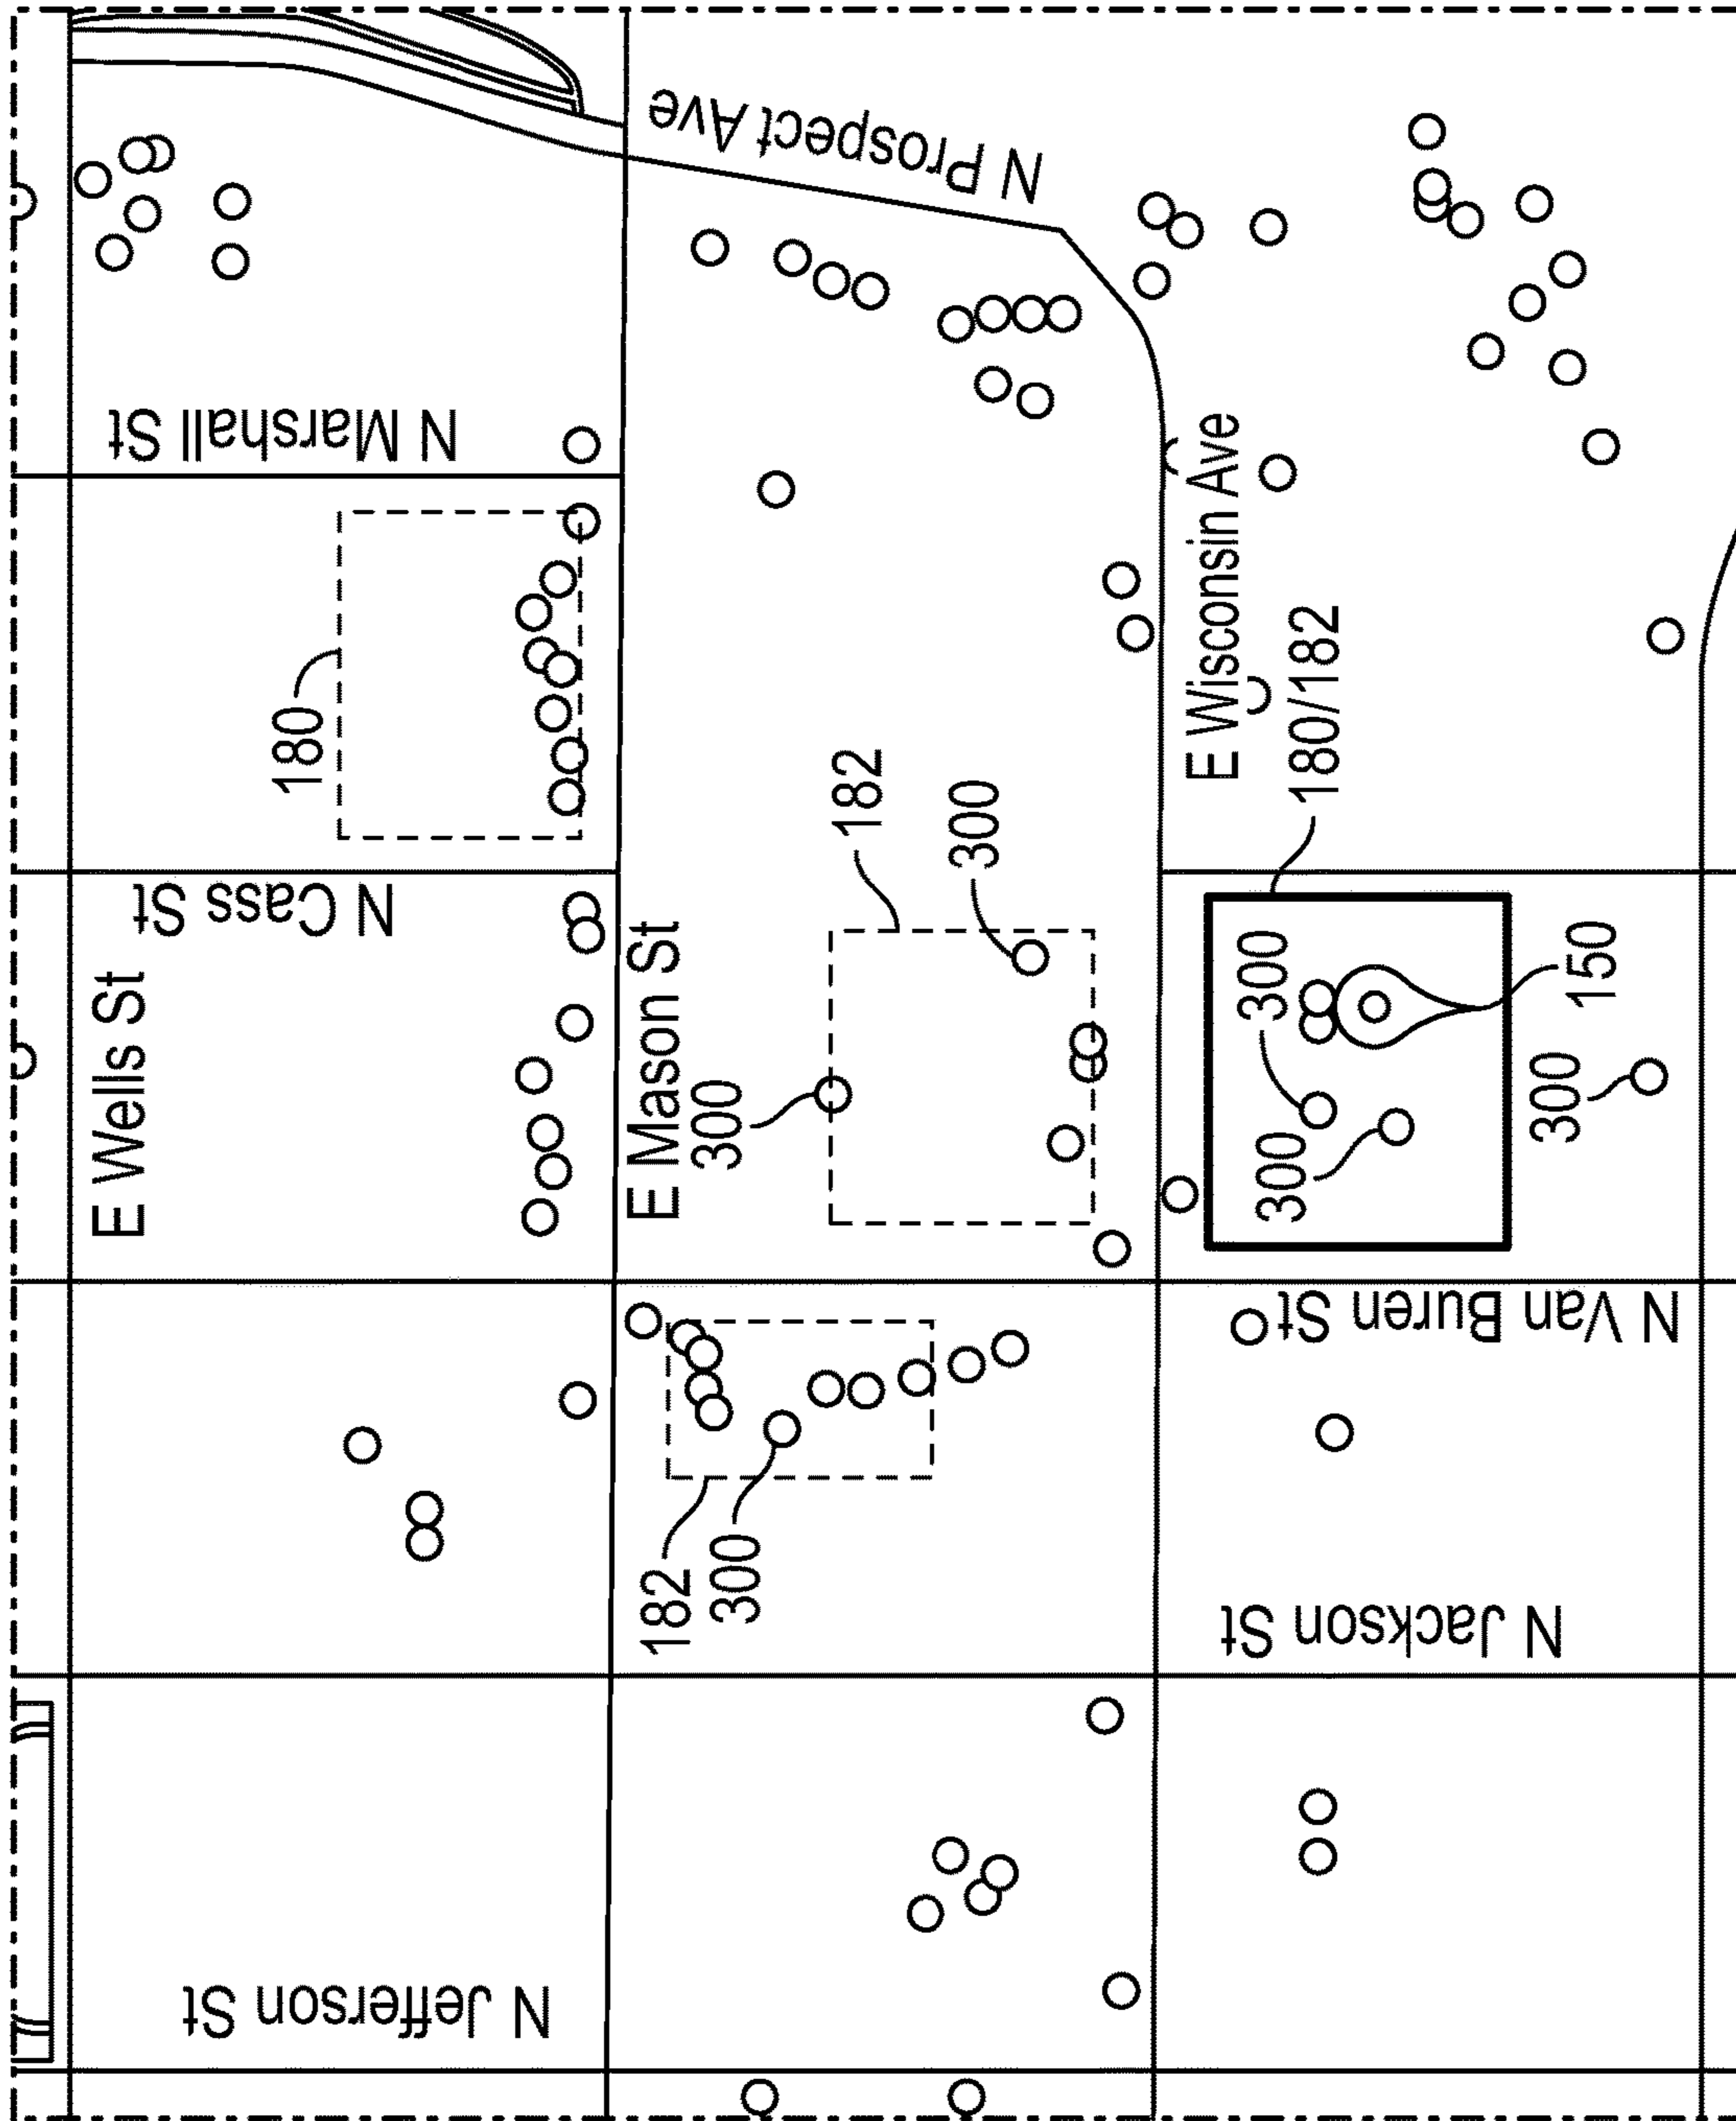 N Prospect Ave
N Marshall St
180
N Cass St
E Wells St
E Mason St
182
300
300
E Wisconsin Ave
180/182
300
300
150
300
182
300
N Van Buren St
N Jackson St
N Jefferson St